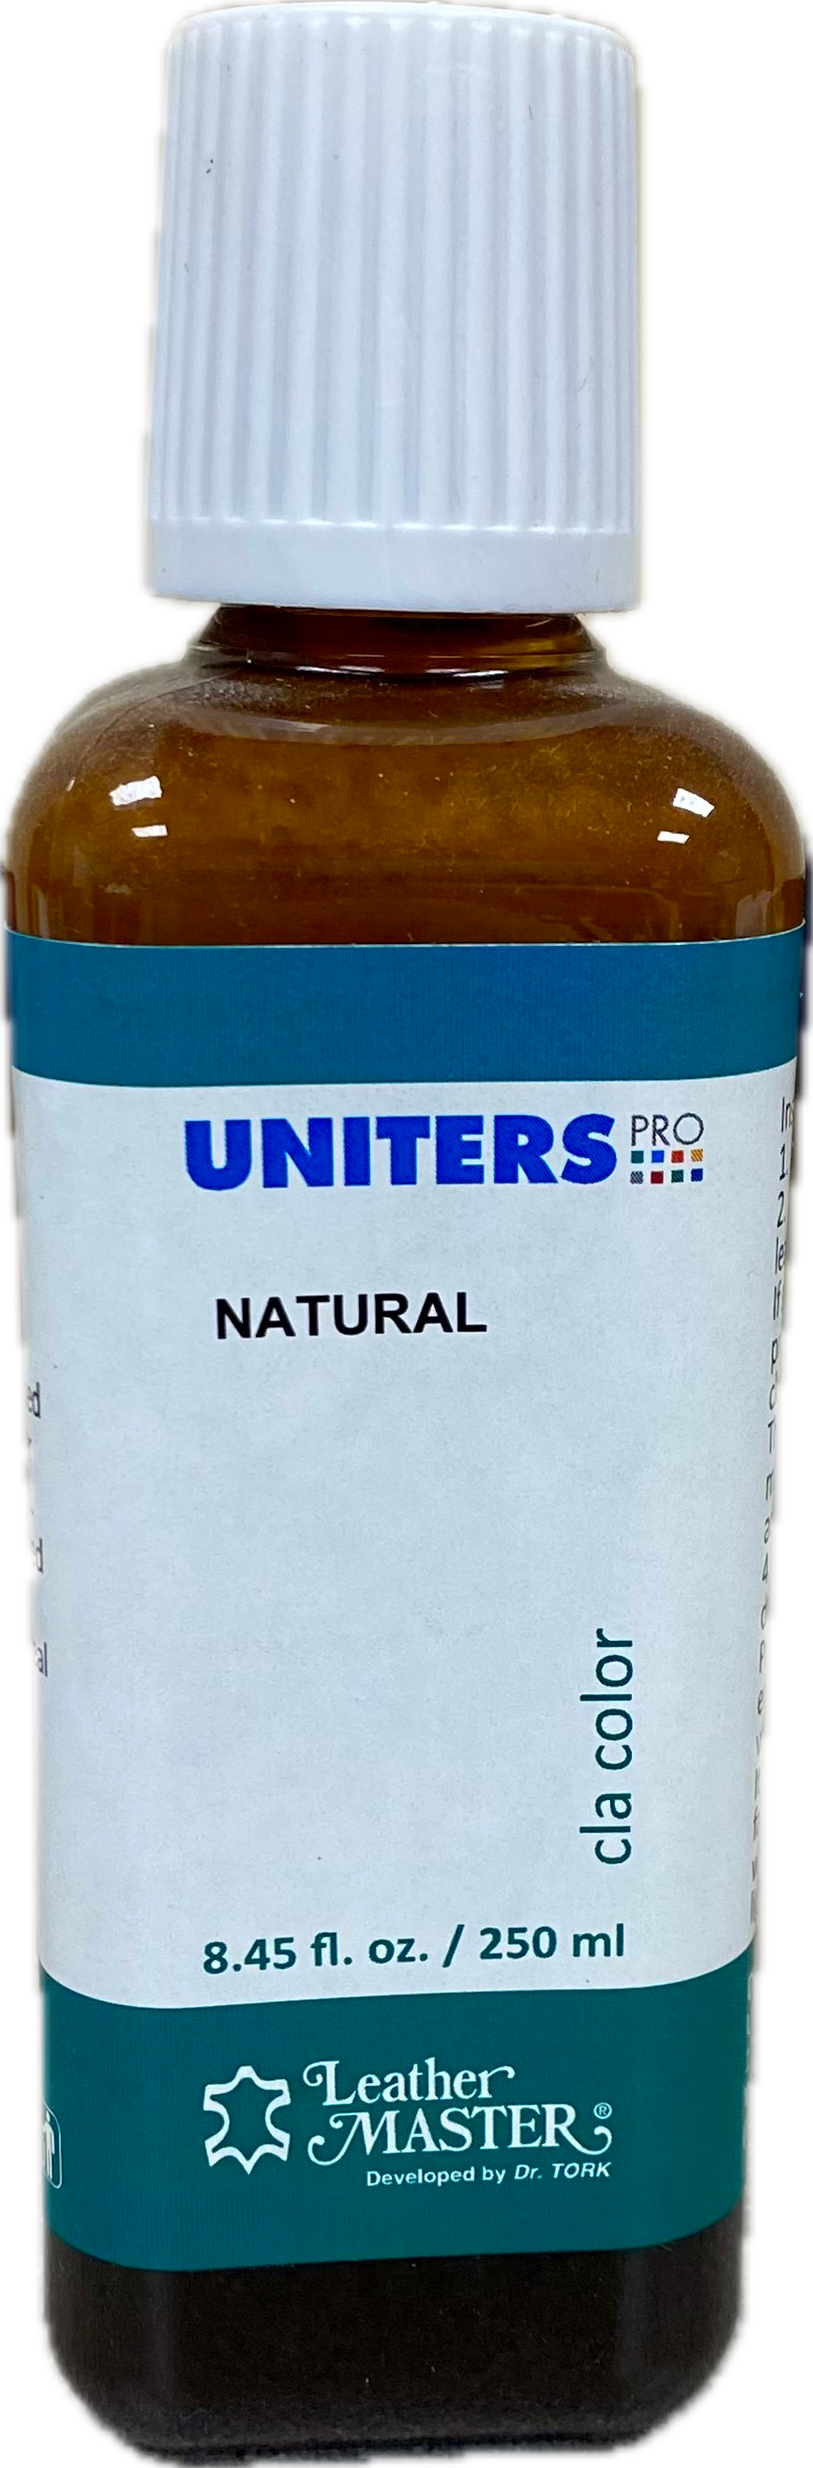 UNITERS PRO
NATURAL
cla color
8.45 fl. oz. / 250 ml
Leather
MASTER®
Developed by Dr. TORK